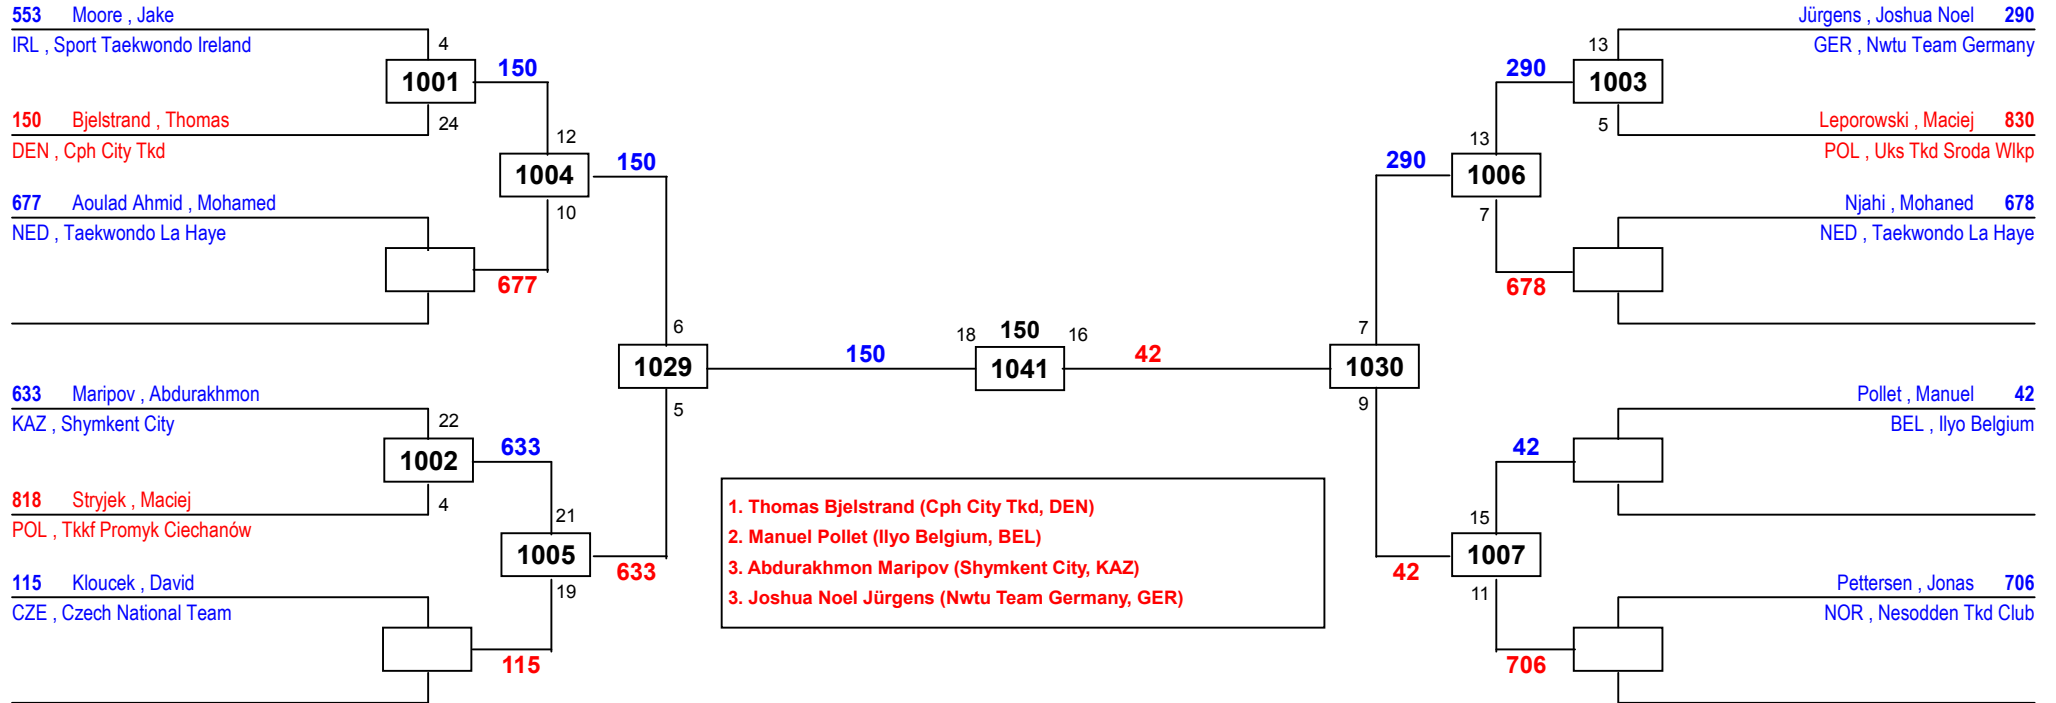 553 Moore , Jake
IRL , Sport Taekwondo Ireland
4
1001
150
24
150 Bjelstrand , Thomas
DEN , Cph City Tkd
12
1004
150
10
677 Aoulad Ahmid , Mohamed
NED , Taekwondo La Haye
677
6
1029
150
5
633 Maripov , Abdurakhmon
KAZ , Shymkent City
22
1002
633
4
818 Stryjek , Maciej
POL , Tkkf Promyk Ciechanów
21
1005
633
19
115 Kloucek , David
CZE , Czech National Team
115
18 150 16
1041
42
1. Thomas Bjelstrand (Cph City Tkd, DEN)
2. Manuel Pollet (Ilyo Belgium, BEL)
3. Abdurakhmon Maripov (Shymkent City, KAZ)
3. Joshua Noel Jürgens (Nwtu Team Germany, GER)
Jürgens , Joshua Noel 290
GER , Nwtu Team Germany
13
290
1003
5
Leporowski , Maciej 830
POL , Uks Tkd Sroda Wlkp
13
290
1006
7
Njahi , Mohaned 678
NED , Taekwondo La Haye
678
7
1030
9
Pollet , Manuel 42
BEL , Ilyo Belgium
42
15
1007
42
11
Pettersen , Jonas 706
NOR , Nesodden Tkd Club
706